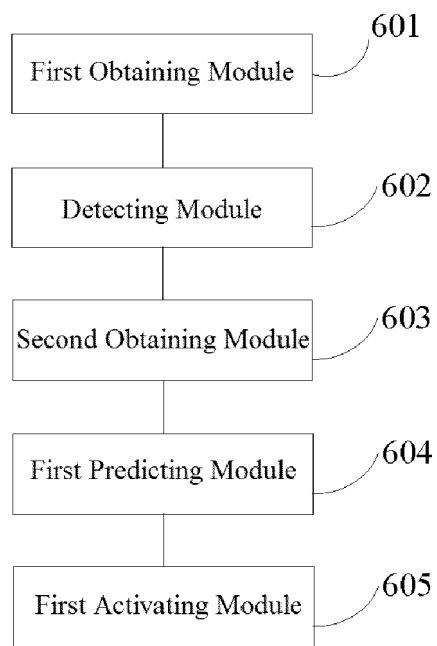 601
First Obtaining Module
602
Detecting Module
603
Second Obtaining Module
604
First Predicting Module
605
First Activating Module